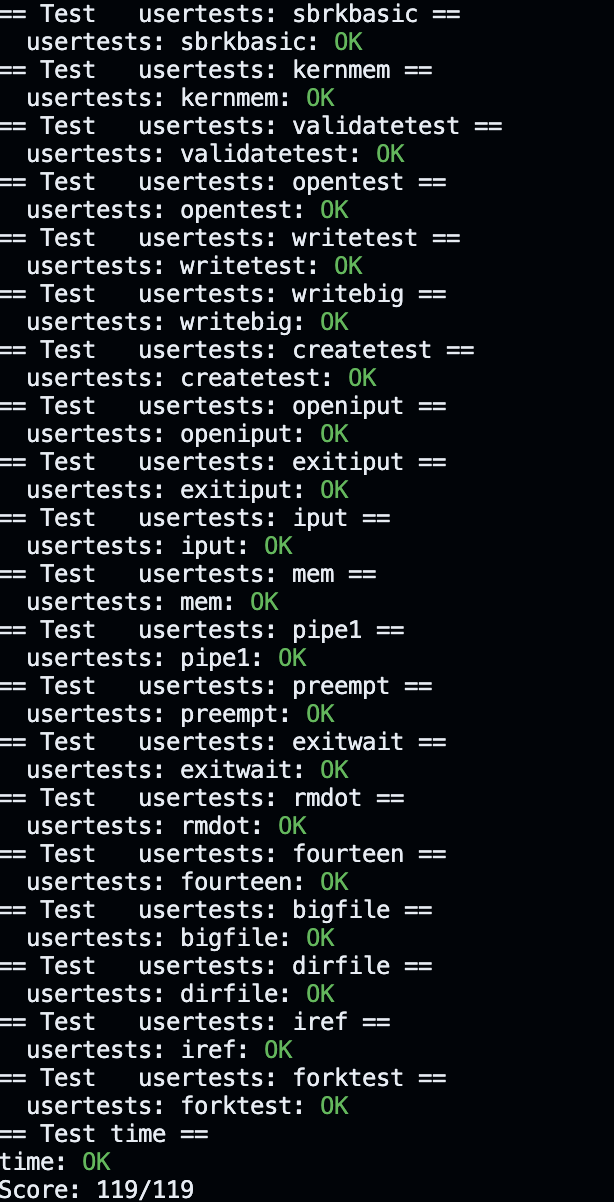 == Test   usertests: sbrkbasic ==
  usertests: sbrkbasic: OK
== Test   usertests: kernmem ==
  usertests: kernmem: OK
== Test   usertests: validatetest ==
  usertests: validatetest: OK
== Test   usertests: opentest ==
  usertests: opentest: OK
== Test   usertests: writetest ==
  usertests: writetest: OK
== Test   usertests: writebig ==
  usertests: writebig: OK
== Test   usertests: createtest ==
  usertests: createtest: OK
== Test   usertests: openiput ==
  usertests: openiput: OK
== Test   usertests: exitiput ==
  usertests: exitiput: OK
== Test   usertests: iput ==
  usertests: iput: OK
== Test   usertests: mem ==
  usertests: mem: OK
== Test   usertests: pipe1 ==
  usertests: pipe1: OK
== Test   usertests: preempt ==
  usertests: preempt: OK
== Test   usertests: exitwait ==
  usertests: exitwait: OK
== Test   usertests: rmdot ==
  usertests: rmdot: OK
== Test   usertests: fourteen ==
  usertests: fourteen: OK
== Test   usertests: bigfile ==
  usertests: bigfile: OK
== Test   usertests: dirfile ==
  usertests: dirfile: OK
== Test   usertests: iref ==
  usertests: iref: OK
== Test   usertests: forktest ==
  usertests: forktest: OK
== Test time ==
time: OK
Score: 119/119